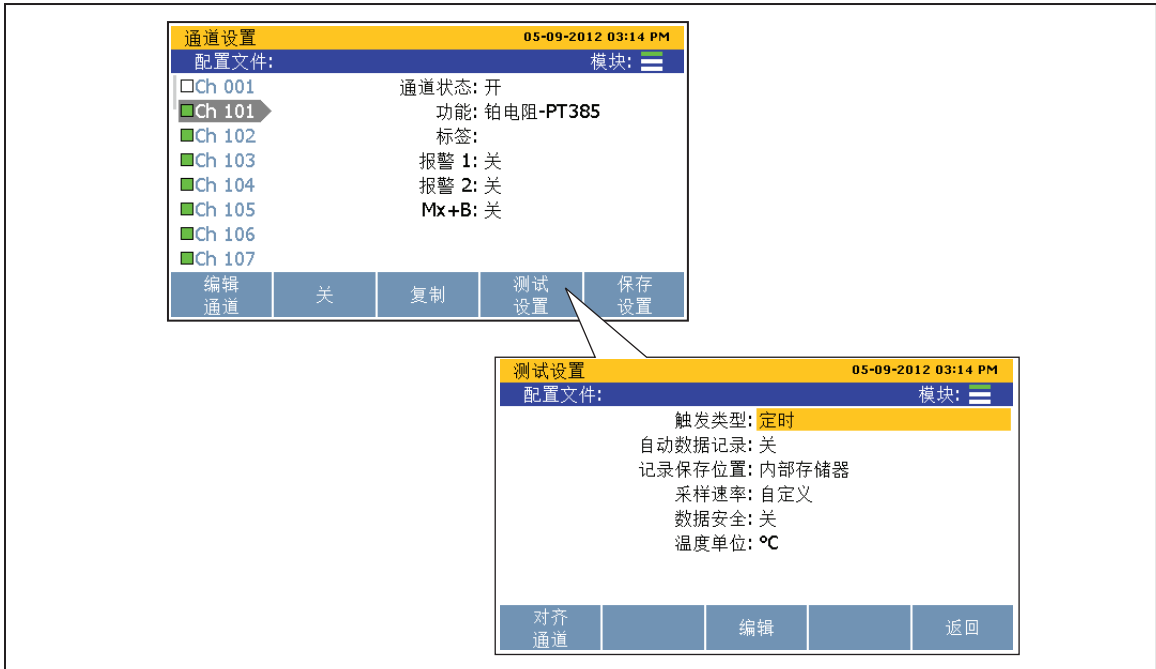 通道设置 05-09-2012 03:14 PM
配置文件: 模块:
Ch 001 通道状态: 开
Ch 101 功能: 铂电阻-PT385
Ch 102 标签:
Ch 103 报警 1: 关
Ch 104 报警 2: 关
Ch 105 Mx+B: 关
Ch 106
Ch 107
编辑
通道
关
复制
测试
设置
保存
设置
测试设置 05-09-2012 03:14 PM
配置文件: 模块:
触发类型: 定时
自动数据记录: 关
记录保存位置: 内部存储器
采样速率: 自定义
数据安全: 关
温度单位: °C
对齐
通道
编辑
返回